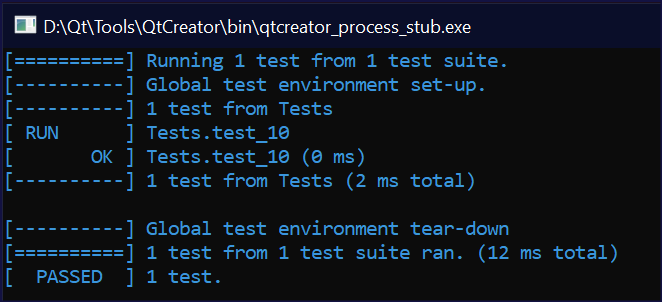 D:\Qt\Tools\QtCreator\bin\qtcreator_process_stub.exe
[==========] Running 1 test from 1 test suite.
[----------] Global test environment set-up.
[----------] 1 test from Tests
[ RUN      ] Tests.test_10
[       OK ] Tests.test_10 (0 ms)
[----------] 1 test from Tests (2 ms total)

[----------] Global test environment tear-down
[==========] 1 test from 1 test suite ran. (12 ms total)
[  PASSED  ] 1 test.